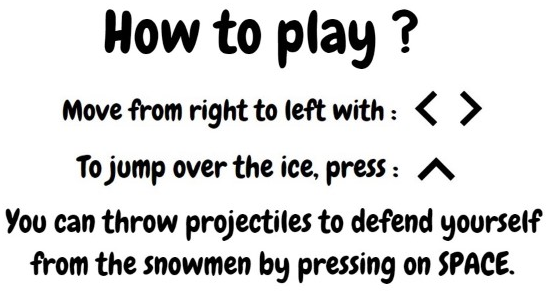 How to play ?
Move from right to left with : < >
To jump over the ice, press : ^
You can throw projectiles to defend yourself
from the snowmen by pressing on SPACE.